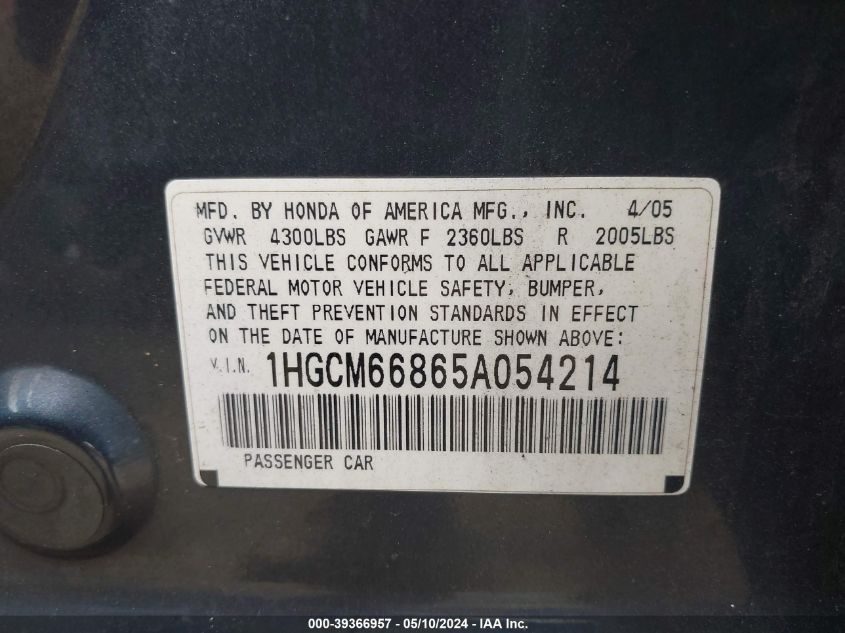 MFD. BY HONDA OF AMERICA MFG., INC. 4/05
GVWR 4300LBS GAWR F 2360LBS R 2005LBS
THIS VEHICLE CONFORMS TO ALL APPLICABLE
FEDERAL MOTOR VEHICLE SAFETY, BUMPER,
AND THEFT PREVENTION STANDARDS IN EFFECT
ON THE DATE OF MANUFACTURE SHOWN ABOVE:
V.I.N. 1HGCM66865A054214
PASSENGER CAR
000-39366957 - 05/10/2024 - IAA Inc.